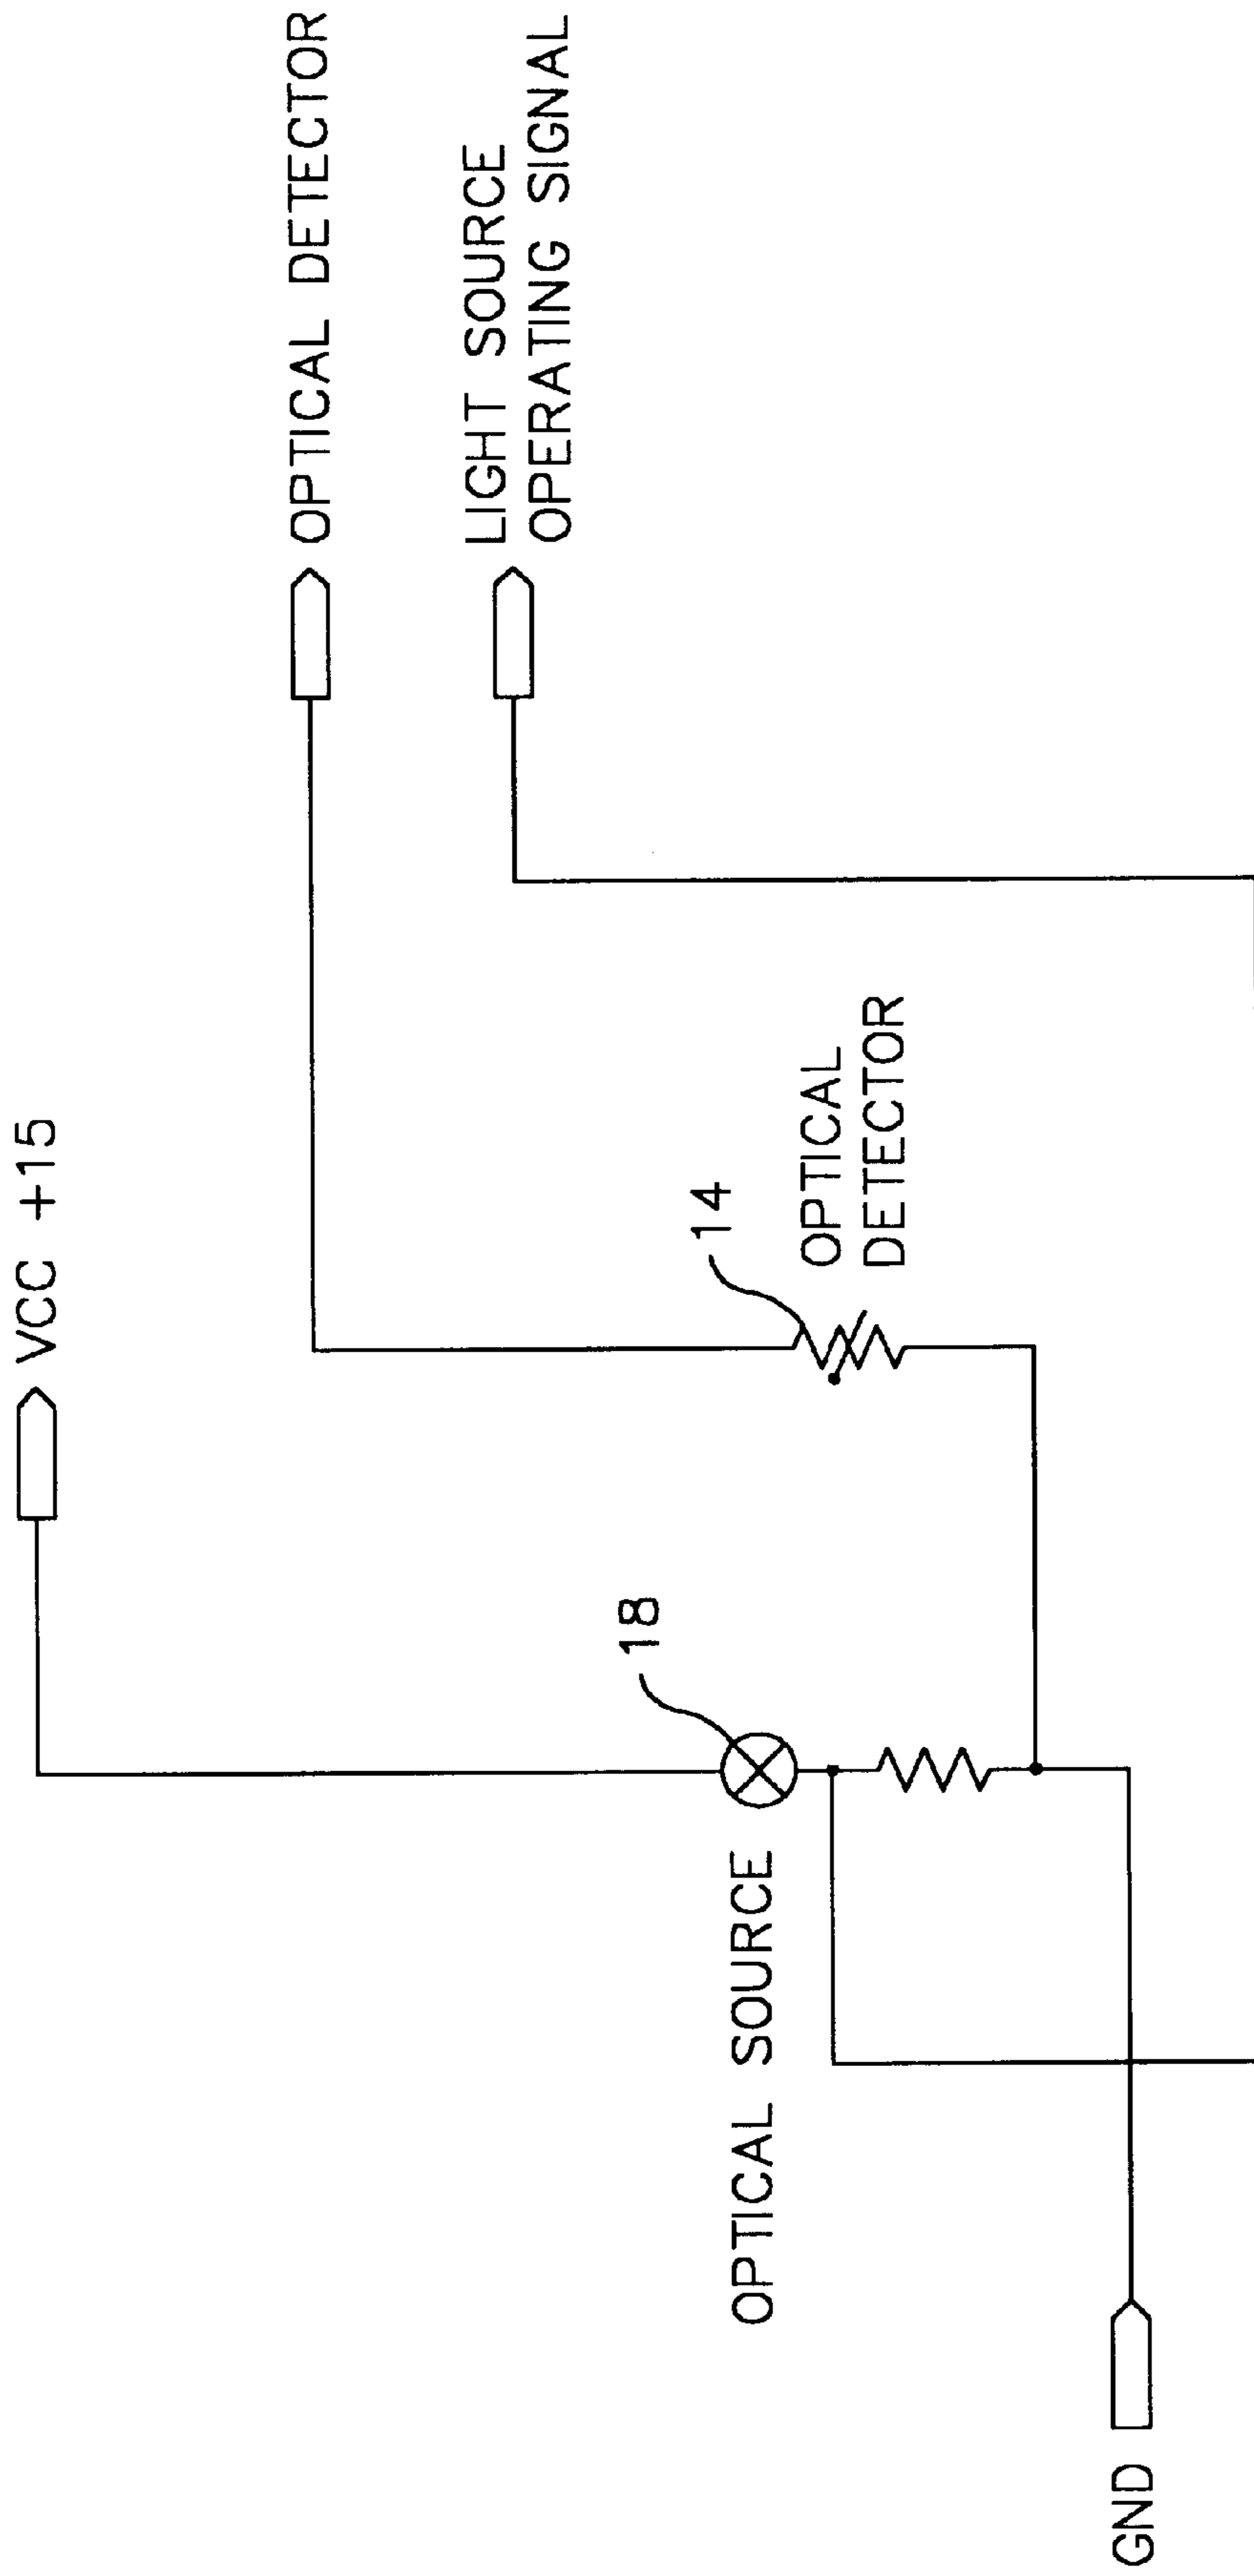 VCC +15
OPTICAL DETECTOR
LIGHT SOURCE
OPERATING SIGNAL
18
14
OPTICAL SOURCE
OPTICAL
DETECTOR
GND